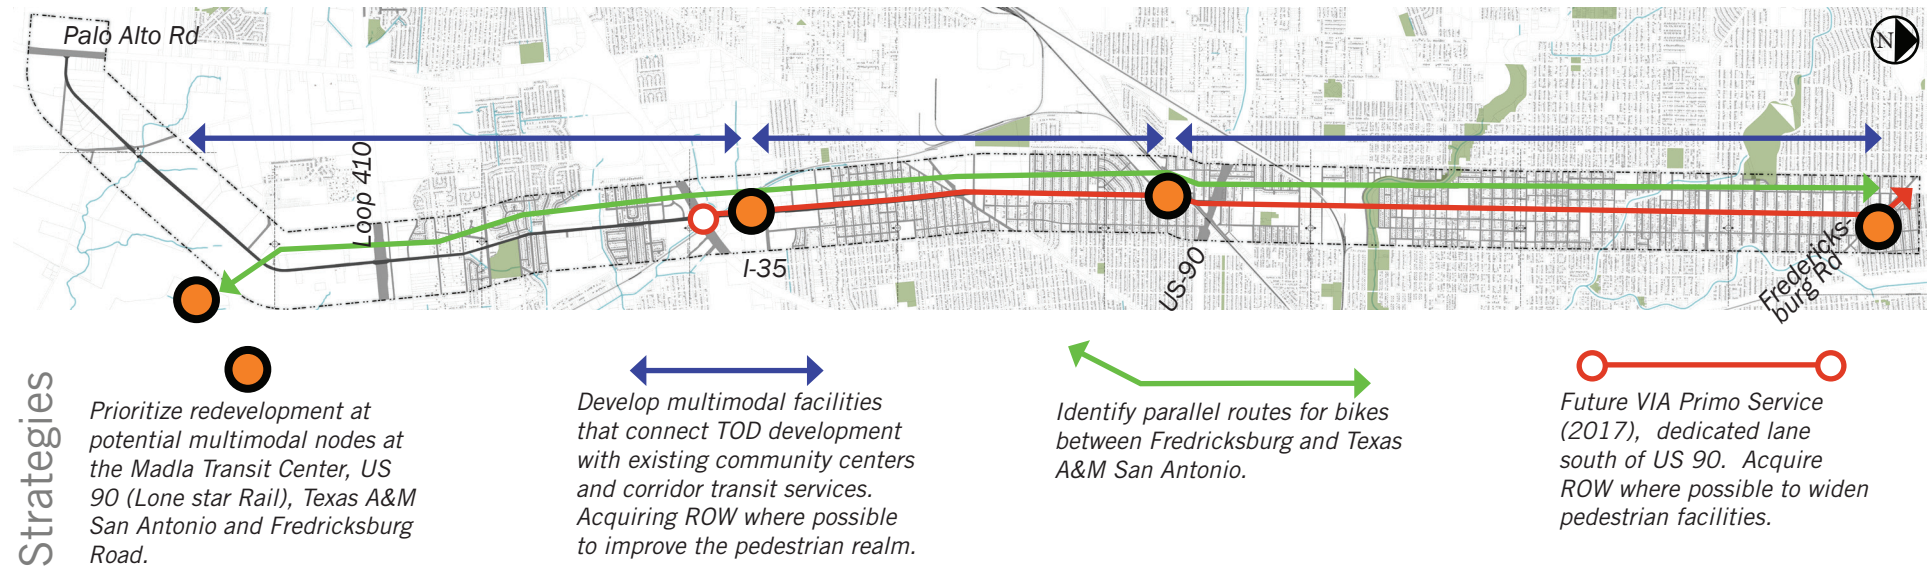 Palo Alto Rd
N
Loop 410
I-35
US-90
Fredericks
burg Rd
Strategies
Prioritize redevelopment at
potential multimodal nodes at
the Madla Transit Center, US
90 (Lone star Rail), Texas A&M
San Antonio and Fredricksburg
Road.
Develop multimodal facilities
that connect TOD development
with existing community centers
and corridor transit services.
Acquiring ROW where possible
to improve the pedestrian realm.
Identify parallel routes for bikes
between Fredricksburg and Texas
A&M San Antonio.
Future VIA Primo Service
(2017), dedicated lane
south of US 90. Acquire
ROW where possible to widen
pedestrian facilities.